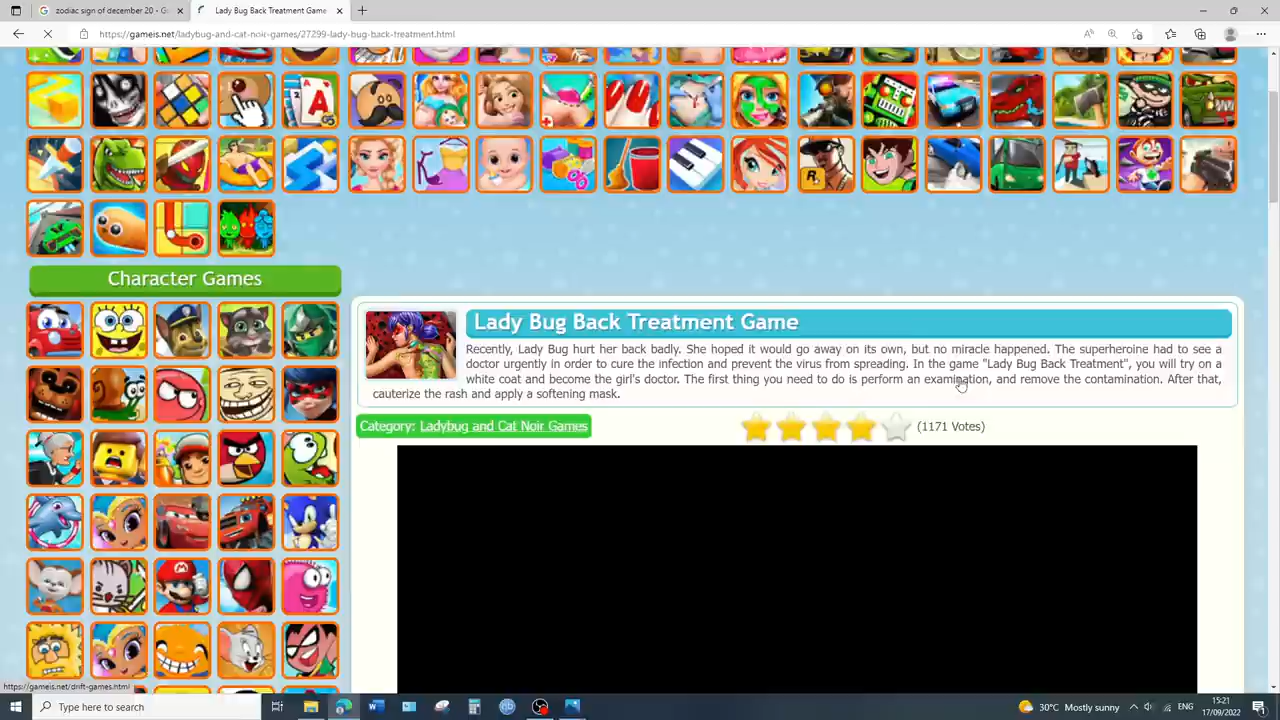 zodiac sign of december 20 - G
Lady Bug Back Treatment Game
https://gameis.net/ladybug-and-cat-noir-games/27299-lady-bug-back-treatment.html
Character Games
Lady Bug Back Treatment Game
Recently, Lady Bug hurt her back badly. She hoped it would go away on its own, but no miracle happened. The superheroine had to see a
doctor urgently in order to cure the infection and prevent the virus from spreading. In the game "Lady Bug Back Treatment", you will try on a
white coat and become the girl's doctor. The first thing you need to do is perform an examination, and remove the contamination. After that,
cauterize the rash and apply a softening mask.
Category: Ladybug and Cat Noir Games
(1171 Votes)
https://gameis.net/drift-games.html
Type here to search
30°C Mostly sunny
ENG
15:21
17/09/2022